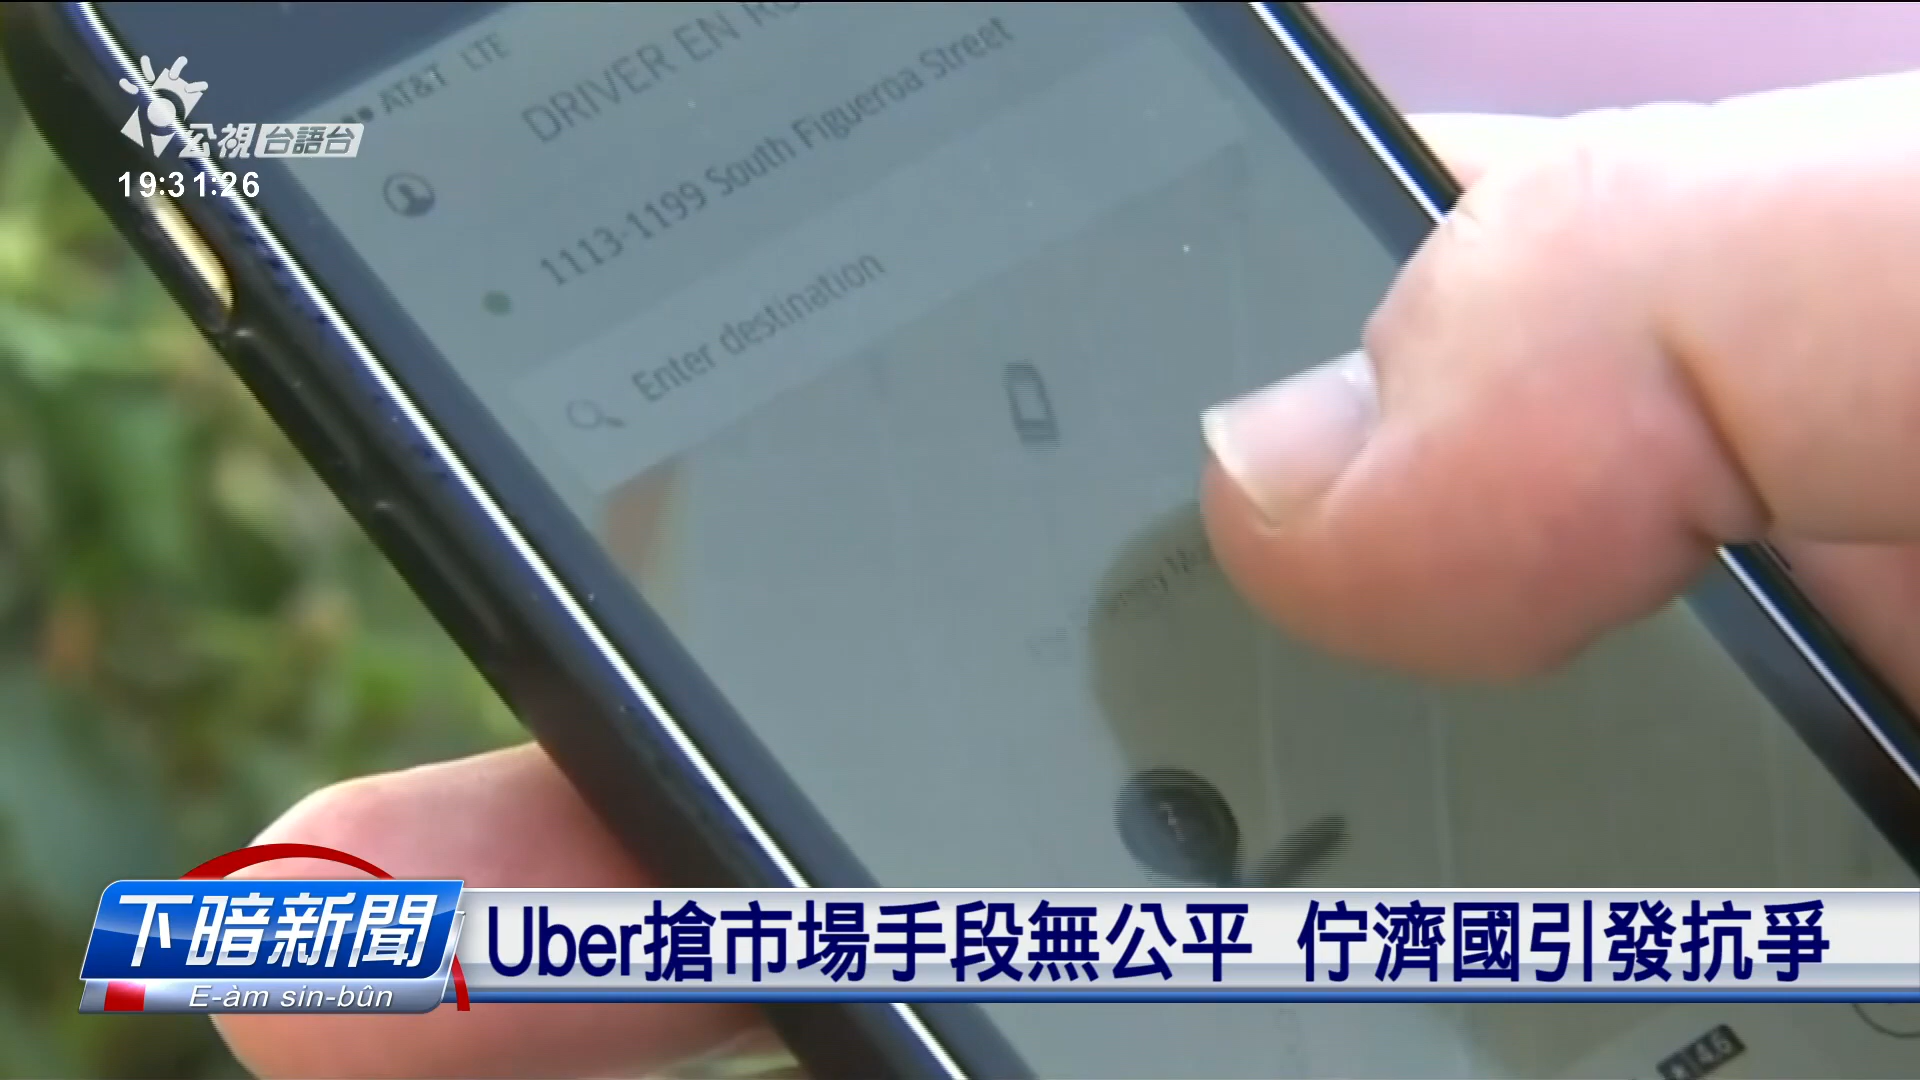 公視台語台
19:31:26
AT&T LTE
DRIVER EN
1113-1199 South Figueroa Street
Enter destination
4.6
下暗新聞
E-àm sin-bûn
Uber搶市場手段無公平 佇濟國引發抗爭